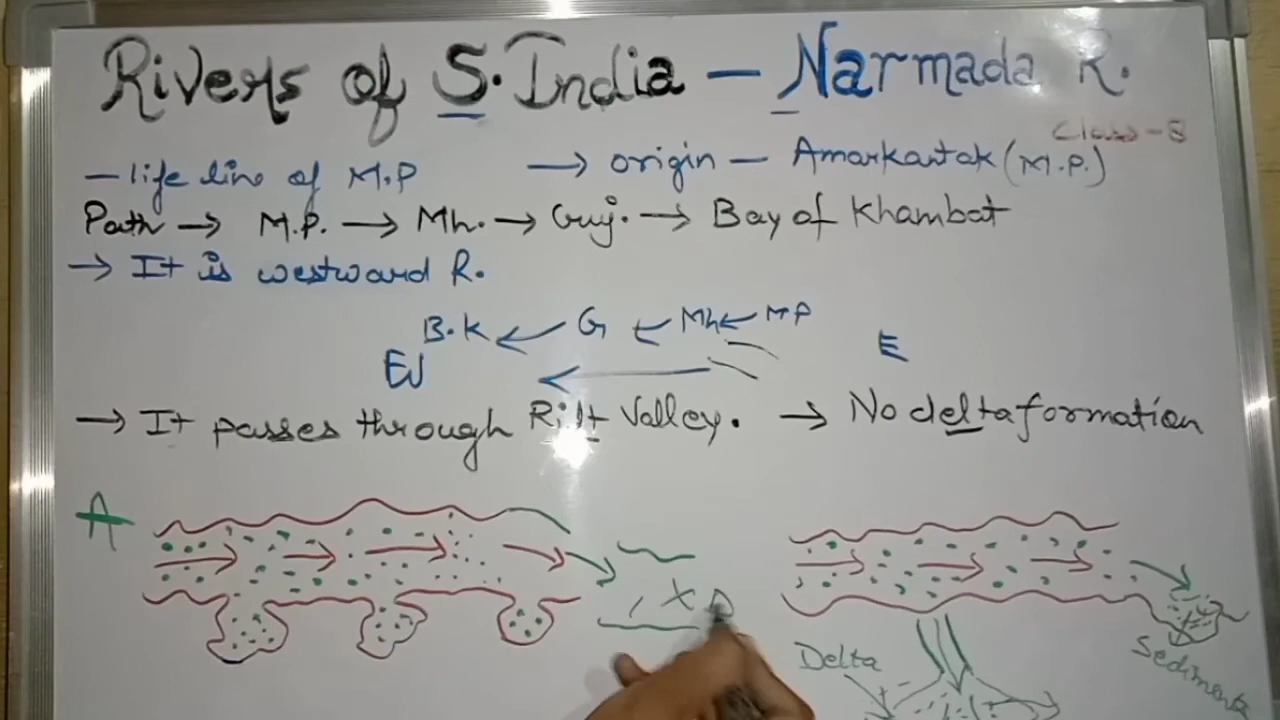 Rivers of S. India — Narmada R.
Class-8
— life line of M.P → origin — Amarkantak (M.P.)
Path → M.P. → Mh. → Guj. → Bay of Khambat
→ It is westward R.
B.K ← G ← Mh ← MP
W E
→ It passes through Rift Valley. → No delta formation
A
X D
Delta
Sediments